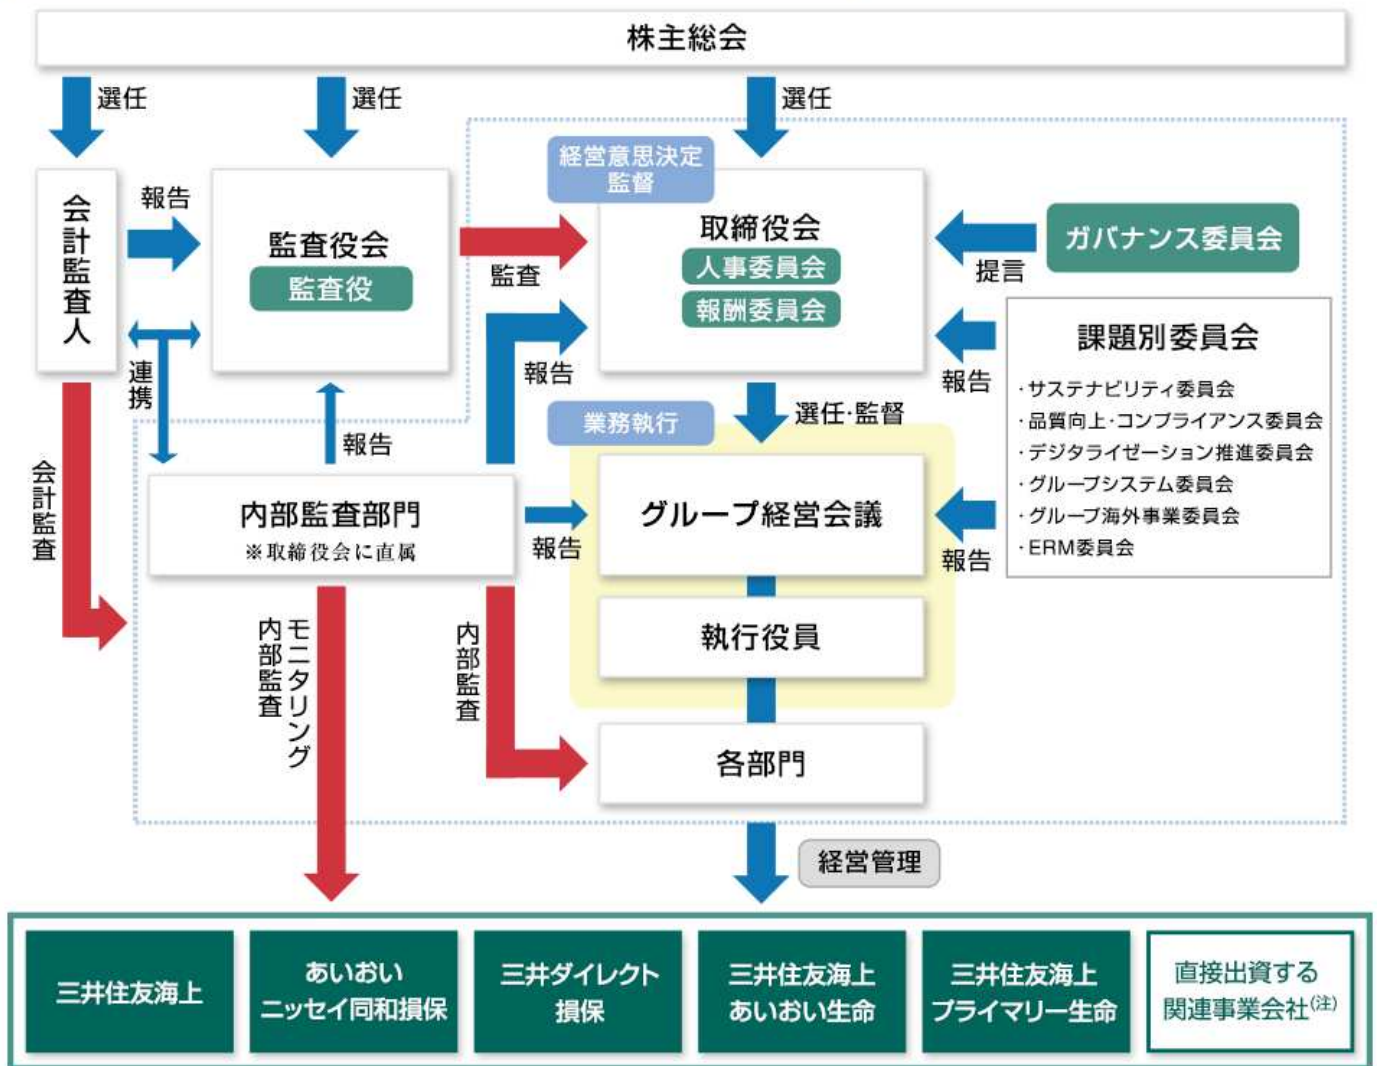 株主総会
選任
選任
選任
経営意思決定
監督
会計監査人
報告
監査役会
監査役
監査
取締役会
人事委員会
報酬委員会
提言
ガバナンス委員会
連携
報告
報告
報告
課題別委員会
・サステナビリティ委員会
・品質向上・コンプライアンス委員会
・デジタライゼーション推進委員会
・グループシステム委員会
・グループ海外事業委員会
・ERM委員会
選任・監督
業務執行
会計監査
内部監査部門
※取締役会に直属
報告
グループ経営会議
報告
執行役員
モニタリング
内部監査
内部監査
各部門
経営管理
三井住友海上
あいおい
ニッセイ同和損保
三井ダイレクト
損保
三井住友海上
あいおい生命
三井住友海上
プライマリー生命
直接出資する
関連事業会社(注)